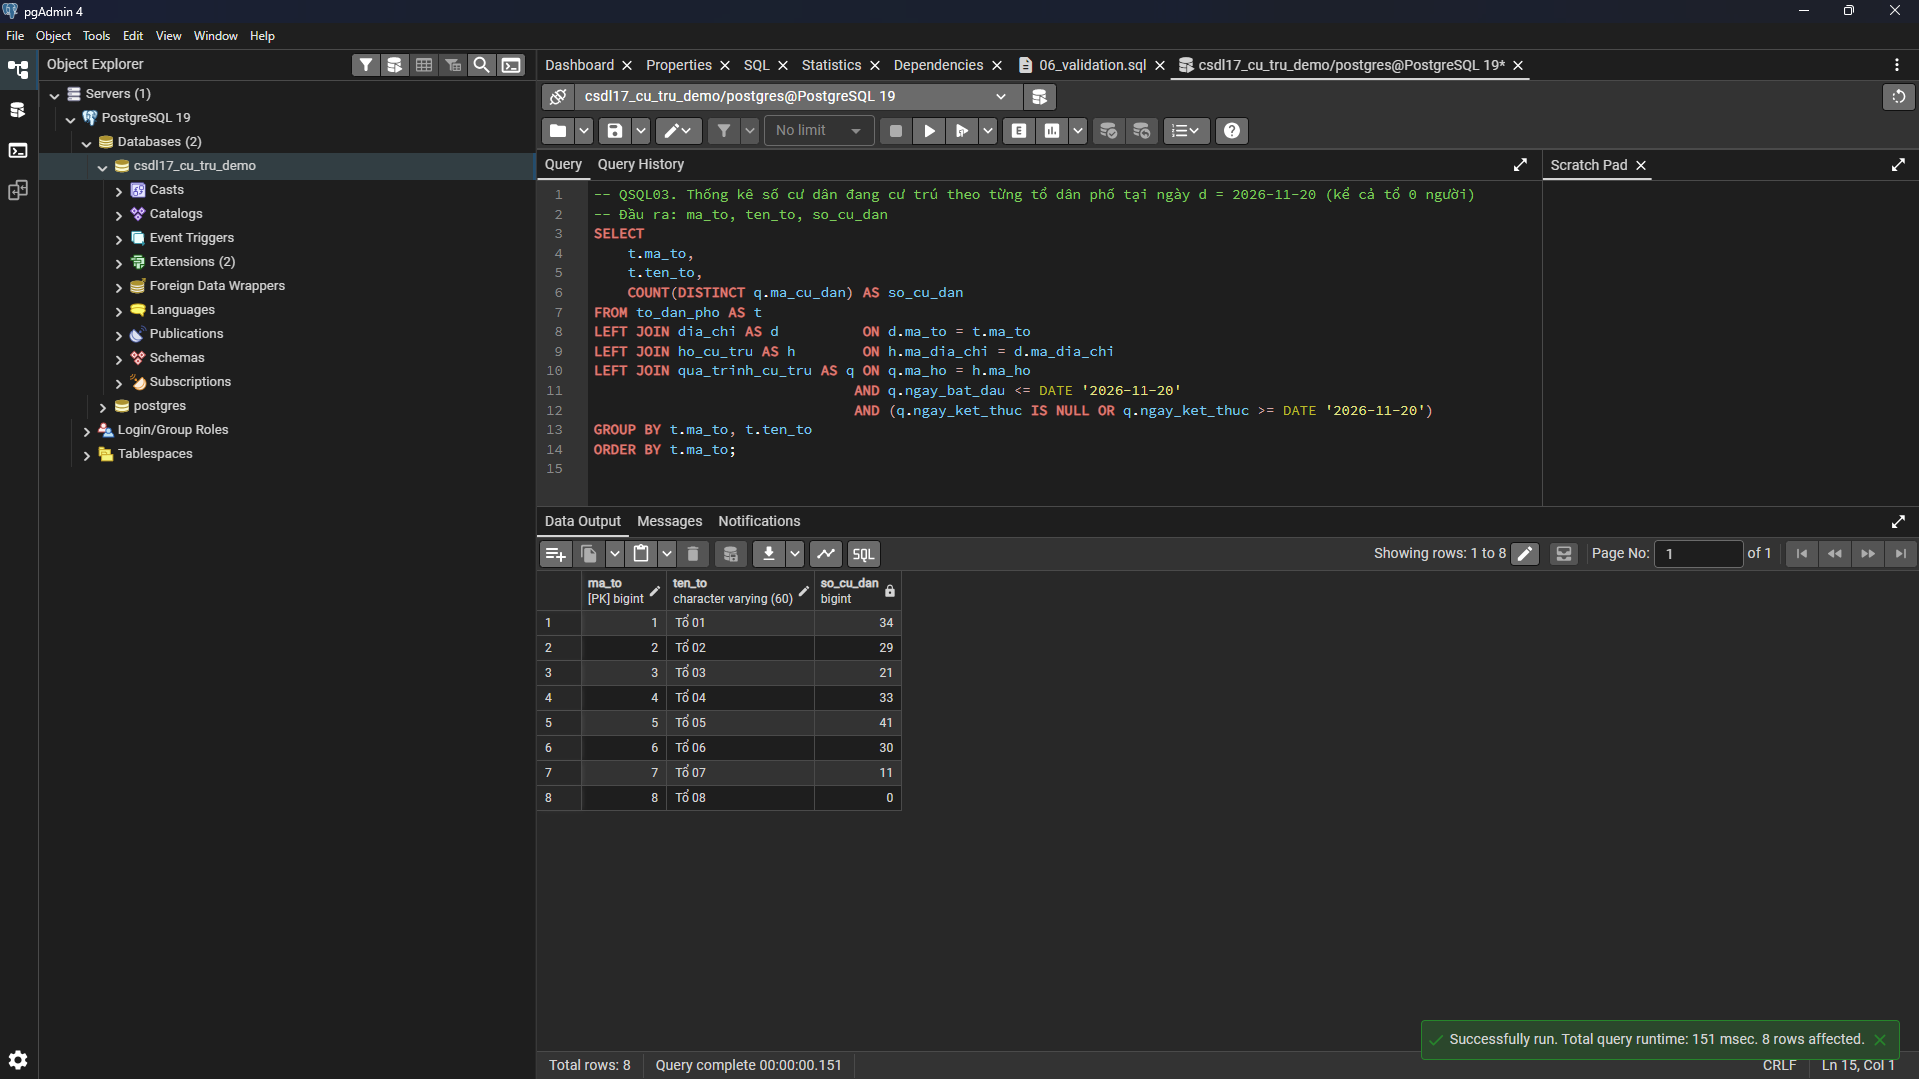 pgAdmin 4
File Object Tools Edit View Window Help
Object Explorer
Servers (1)
PostgreSQL 19
Databases (2)
csdl17_cu_tru_demo
Casts
Catalogs
Event Triggers
Extensions (2)
Foreign Data Wrappers
Languages
Publications
Schemas
Subscriptions
postgres
Login/Group Roles
Tablespaces
Dashboard Properties SQL Statistics Dependencies 06_validation.sql csdl17_cu_tru_demo/postgres@PostgreSQL 19*
csdl17_cu_tru_demo/postgres@PostgreSQL 19
No limit
E
Query Query History
Scratch Pad
1 -- QSQL03. Thống kê số cư dân đang cư trú theo từng tổ dân phố tại ngày d = 2026-11-20 (kể cả tổ 0 người)
2 -- Đầu ra: ma_to, ten_to, so_cu_dan
3 SELECT
4 t.ma_to,
5 t.ten_to,
6 COUNT(DISTINCT q.ma_cu_dan) AS so_cu_dan
7 FROM to_dan_pho AS t
8 LEFT JOIN dia_chi AS d ON d.ma_to = t.ma_to
9 LEFT JOIN ho_cu_tru AS h ON h.ma_dia_chi = d.ma_dia_chi
10 LEFT JOIN qua_trinh_cu_tru AS q ON q.ma_ho = h.ma_ho
11 AND q.ngay_bat_dau <= DATE '2026-11-20'
12 AND (q.ngay_ket_thuc IS NULL OR q.ngay_ket_thuc >= DATE '2026-11-20')
13 GROUP BY t.ma_to, t.ten_to
14 ORDER BY t.ma_to;
15
Data Output Messages Notifications
SQL Showing rows: 1 to 8 Page No: 1 of 1
ma_to ten_to so_cu_dan
[PK] bigint character varying (60) bigint
1 1 Tổ 01 34
2 2 Tổ 02 29
3 3 Tổ 03 21
4 4 Tổ 04 33
5 5 Tổ 05 41
6 6 Tổ 06 30
7 7 Tổ 07 11
8 8 Tổ 08 0
Successfully run. Total query runtime: 151 msec. 8 rows affected.
Total rows: 8 Query complete 00:00:00.151 CRLF Ln 15, Col 1